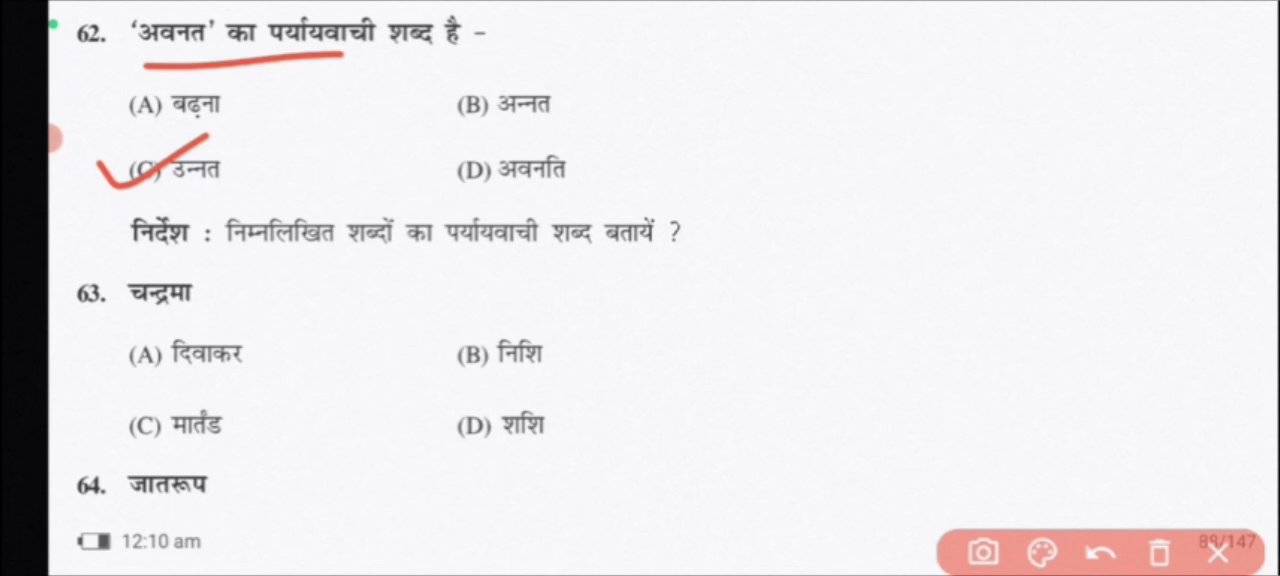 62. ‘अवनत’ का पर्यायवाची शब्द है -
(A) बढ़ना (B) अन्नत
(C) उन्नत (D) अवनति
निर्देश : निम्नलिखित शब्दों का पर्यायवाची शब्द बतायें ?
63. चन्द्रमा
(A) दिवाकर (B) निशि
(C) मार्तंड (D) शशि
64. जातरूप
12:10 am 89/147